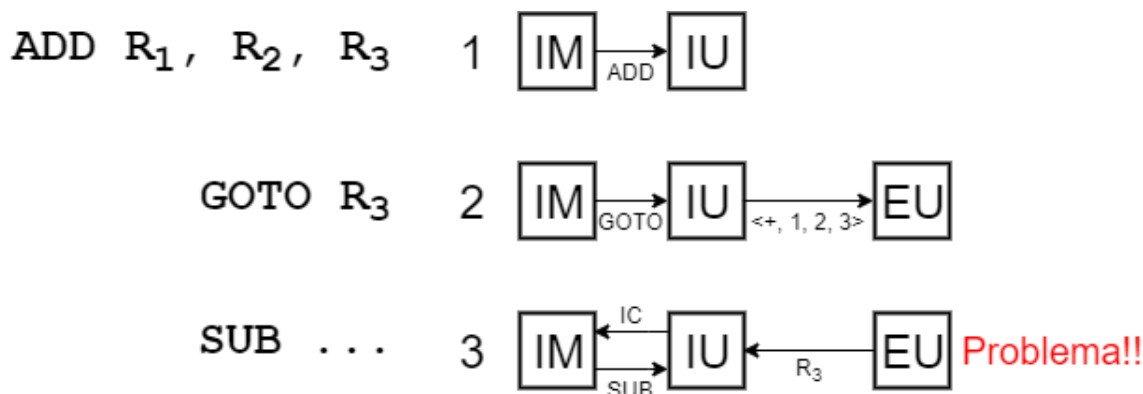 ADD R₁, R₂, R₃ 1 IM ADD IU
GOTO R₃ 2 IM GOTO IU <+, 1, 2, 3> EU
SUB ... 3 IM IC SUB IU R₃ EU Problema!!